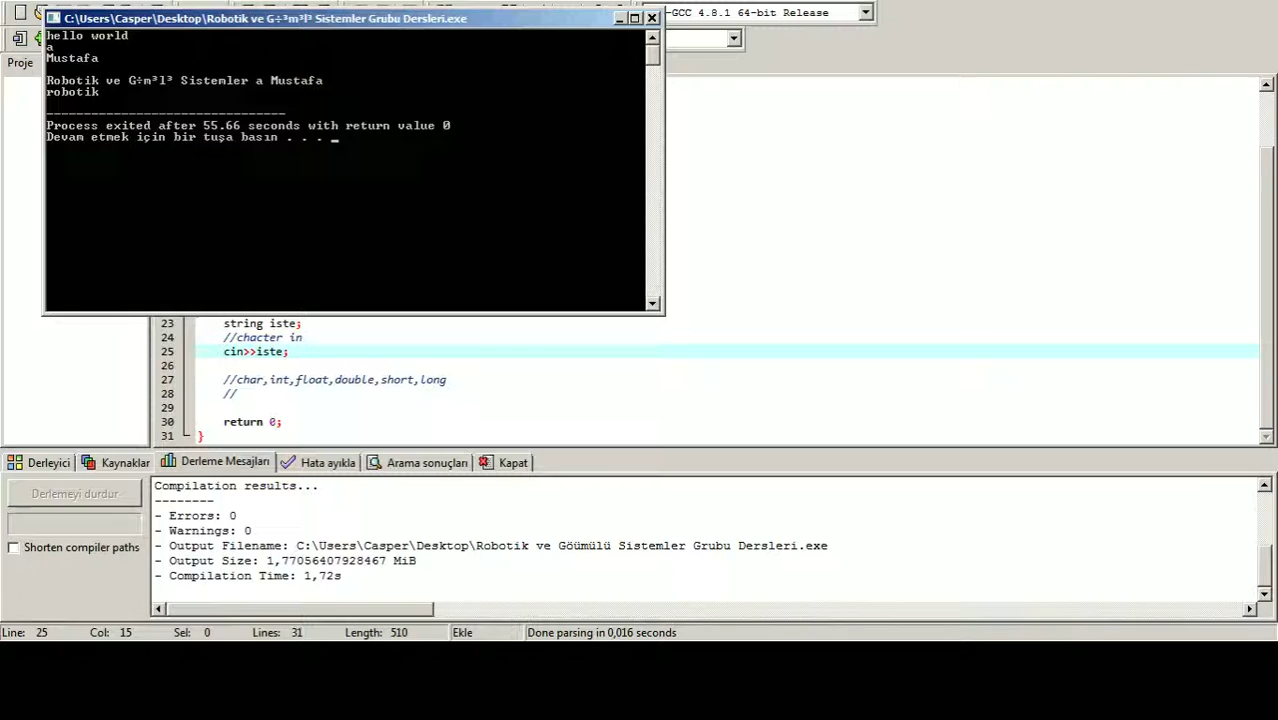 C:\Users\Casper\Desktop\Robotik ve G÷³m³l³ Sistemler Grubu Dersleri.exe
-GCC 4.8.1 64-bit Release
hello world
a
Mustafa
Robotik ve G÷m³l³ Sistemler a Mustafa
robotik
--------------------------------
Process exited after 55.66 seconds with return value 0
Devam etmek için bir tuşa basın . . . _
Proje
23 string iste;
24 //chacter in
25 cin>>iste;
26
27 //char,int,float,double,short,long
28 //
29
30 return 0;
31 }
Derleyici Kaynaklar Derleme Mesajları Hata ayıkla Arama sonuçları Kapat
Derlemeyi durdur
Shorten compiler paths
Compilation results...
--------
- Errors: 0
- Warnings: 0
- Output Filename: C:\Users\Casper\Desktop\Robotik ve Göümülü Sistemler Grubu Dersleri.exe
- Output Size: 1,77056407928467 MiB
- Compilation Time: 1,72s
Line: 25 Col: 15 Sel: 0 Lines: 31 Length: 510 Ekle Done parsing in 0,016 seconds